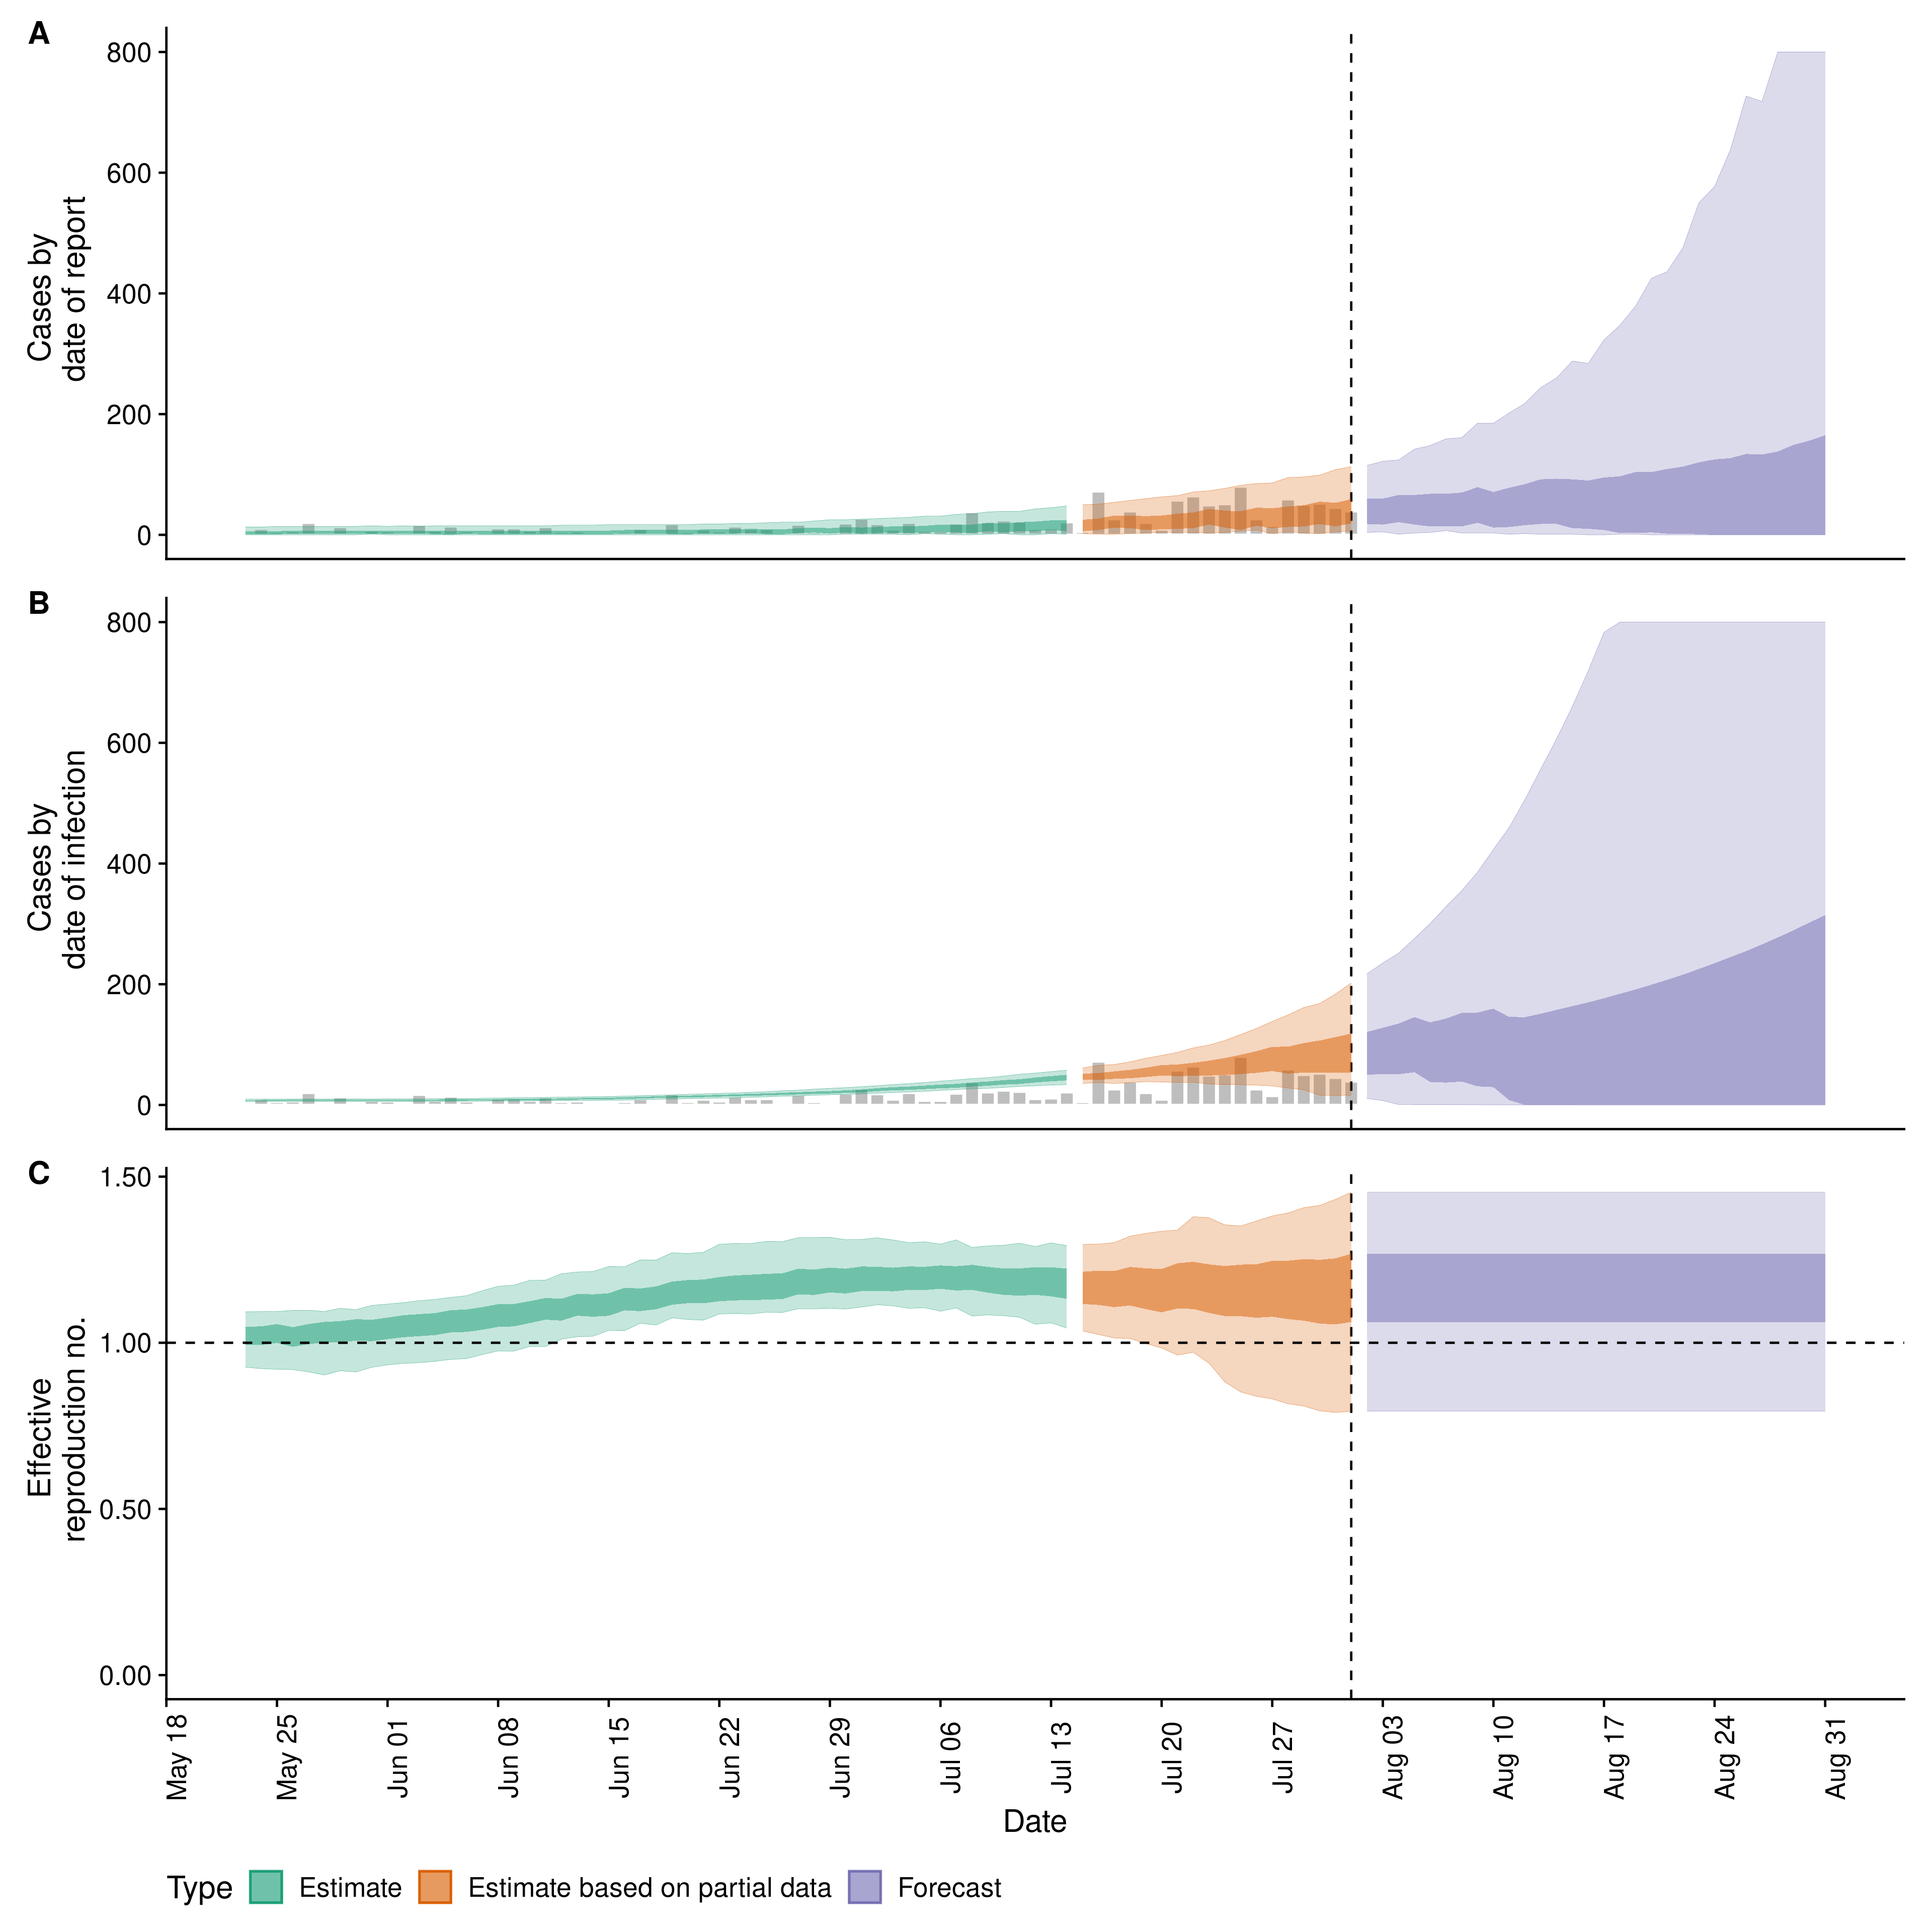 A
800
600
400
200
0
Cases by
date of report
B
800
600
400
200
0
Cases by
date of infection
C
1.50
1.00
0.50
0.00
Effective
reproduction no.
May 18
May 25
Jun 01
Jun 08
Jun 15
Jun 22
Jun 29
Jul 06
Jul 13
Jul 20
Jul 27
Aug 03
Aug 10
Aug 17
Aug 24
Aug 31
Date
Type Estimate Estimate based on partial data Forecast